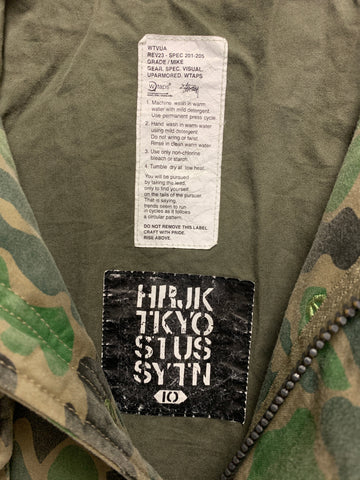 WTVUA
REV23 - SPEC 201-205
GRADE / MIKE
GEAR. SPEC. VISUAL.
UNPARMORED. WTAPS
Wtaps
1. Machine wash in warm
water with mild detergent.
Use permanent press cycle.
2. Hand wash in warm water
using mild detergent.
Do not wring or twist.
Rinse in clean warm water.
3. Use only non-chlorine
bleach or starch.
4. Tumble dry at low heat.
You will be pursued
by taking this lead,
only to find yourself
on the tails of the pursuer.
That is saying,
trends seem to run
in cycles as it follows
a circular pattern.
DO NOT REMOVE THIS LABEL
CRAFT WITH PRIDE.
RISE ABOVE.
HRJK
TKYO
STUS
SYTN
10